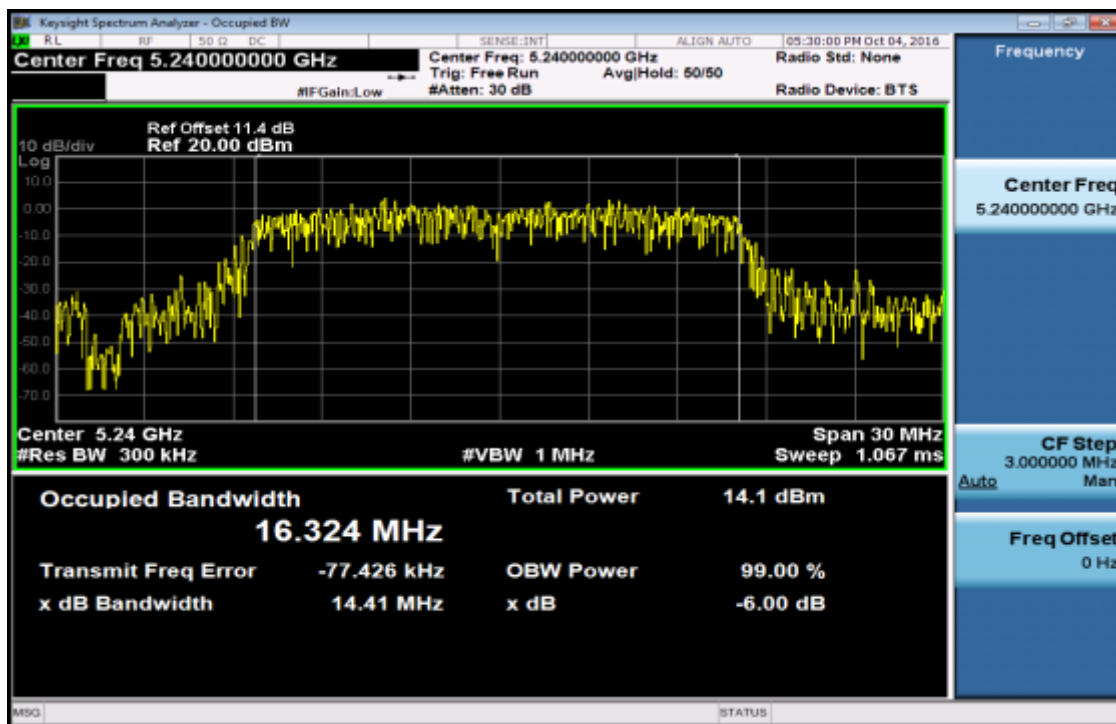 Keysight Spectrum Analyzer - Occupied BW
RL RF 50 Ω DC SENSE:INT ALIGN AUTO 05:30:00 PM Oct 04, 2016
Center Freq 5.240000000 GHz
Center Freq: 5.240000000 GHz
Radio Std: None
Trig: Free Run Avg|Hold: 50/50
#IFGain:Low
#Atten: 30 dB
Radio Device: BTS
Ref Offset 11.4 dB
10 dB/div Ref 20.00 dBm
Log
10.0
0.00
-10.0
-20.0
-30.0
-40.0
-50.0
-60.0
-70.0
Center 5.24 GHz Span 30 MHz
#Res BW 300 kHz #VBW 1 MHz Sweep 1.067 ms
Occupied Bandwidth Total Power 14.1 dBm
16.324 MHz
Transmit Freq Error -77.426 kHz OBW Power 99.00 %
x dB Bandwidth 14.41 MHz x dB -6.00 dB
MSG STATUS
Frequency
Center Freq
5.240000000 GHz
CF Step
3.000000 MHz
Auto Man
Freq Offset
0 Hz